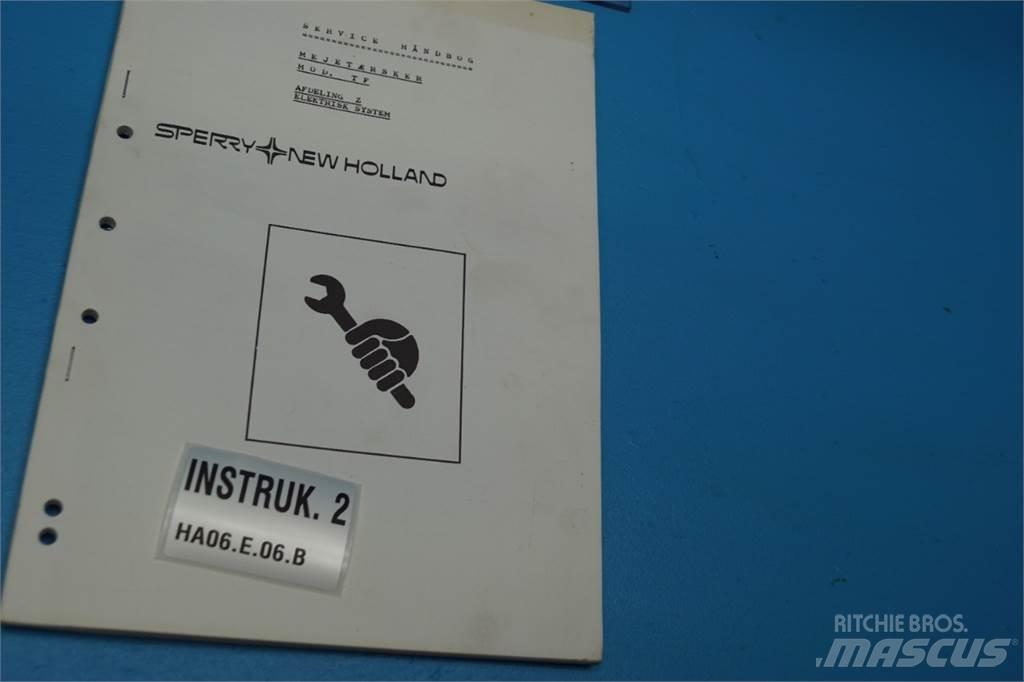 SERVICE HÅNDBOG
MEJETÆRSKER
MOD. TF
AFDELING 2
ELEKTRISK SYSTEM
SPERRY NEW HOLLAND
INSTRUK. 2
HA06.E.06.B
RITCHIE BROS.
MASCUS